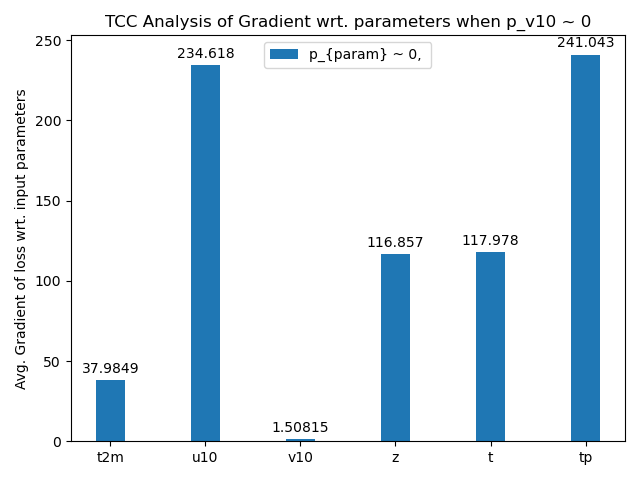 TCC Analysis of Gradient wrt. parameters when p_v10 ~ 0
Avg. Gradient of loss wrt. input parameters
250
200
150
100
50
0
p_{param} ~ 0,
37.9849
234.618
1.50815
116.857
117.978
241.043
t2m
u10
v10
z
t
tp